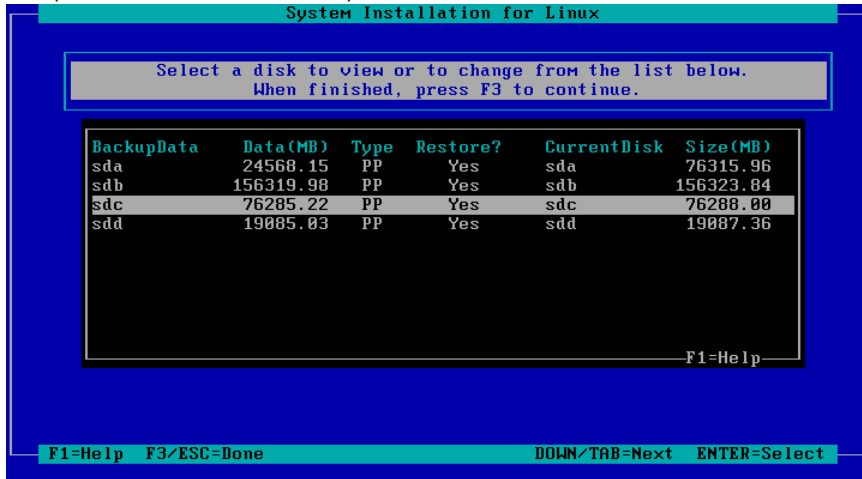 System Installation for Linux
Select a disk to view or to change from the list below.
When finished, press F3 to continue.
BackupData Data(MB) Type Restore? CurrentDisk Size(MB)
sda 24568.15 PP Yes sda 76315.96
sdb 156319.98 PP Yes sdb 156323.84
sdc 76285.22 PP Yes sdc 76288.00
sdd 19085.03 PP Yes sdd 19087.36
F1=Help
F1=Help F3/ESC=Done DOWN/TAB=Next ENTER=Select